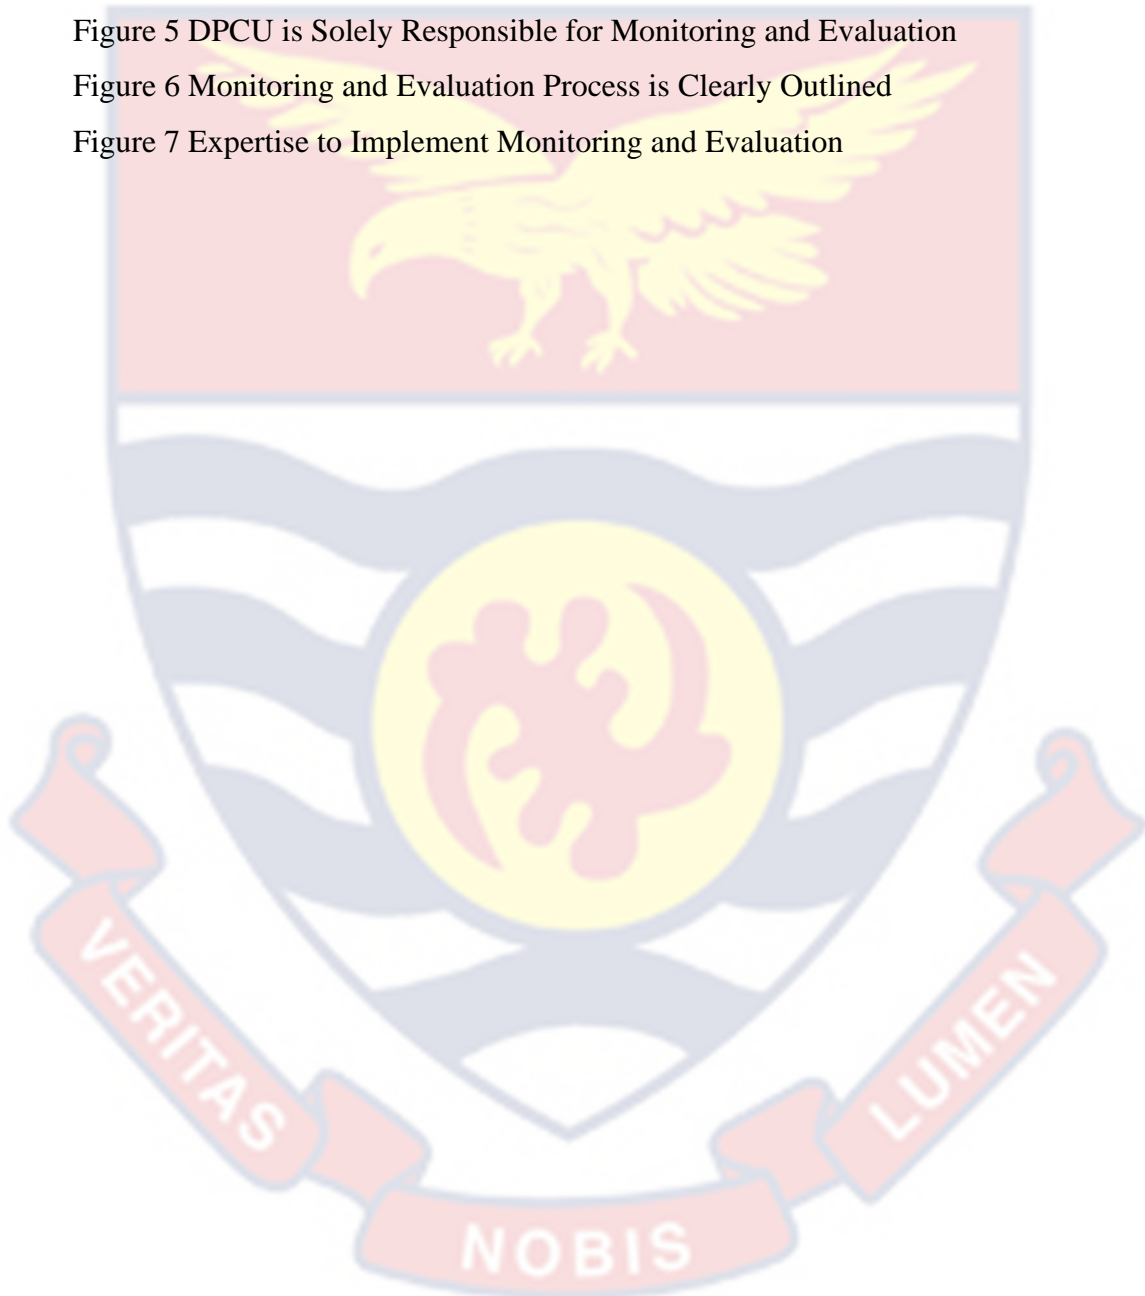 Figure 5 DPCU is Solely Responsible for Monitoring and Evaluation
Figure 6 Monitoring and Evaluation Process is Clearly Outlined
Figure 7 Expertise to Implement Monitoring and Evaluation
VERITAS
NOBIS
LUMEN